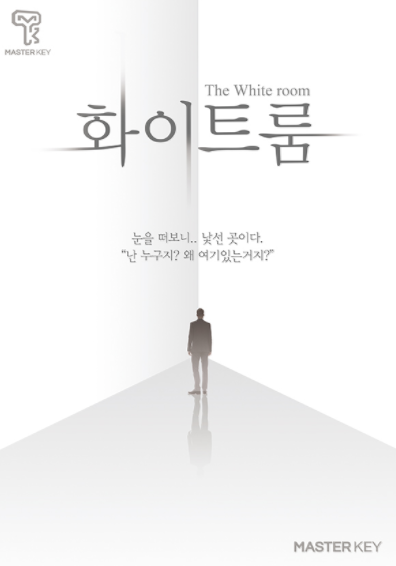 MASTER KEY
The White room
화이트룸
눈을 떠보니.. 낯선 곳이다.
“난 누구지? 왜 여기있는거지?”
MASTER KEY